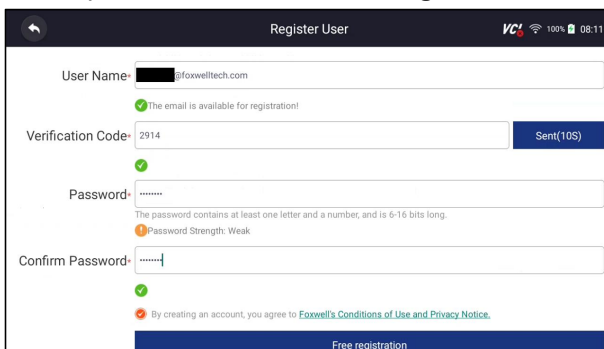 Register User
VCI 100% 08:11
User Name* @foxwelltech.com
The email is available for registration!
Verification Code* 2914 Sent(10S)
Password* ········
The password contains at least one letter and a number, and is 6-16 bits long.
Password Strength: Weak
Confirm Password* ········
By creating an account, you agree to Foxwell's Conditions of Use and Privacy Notice.
Free registration